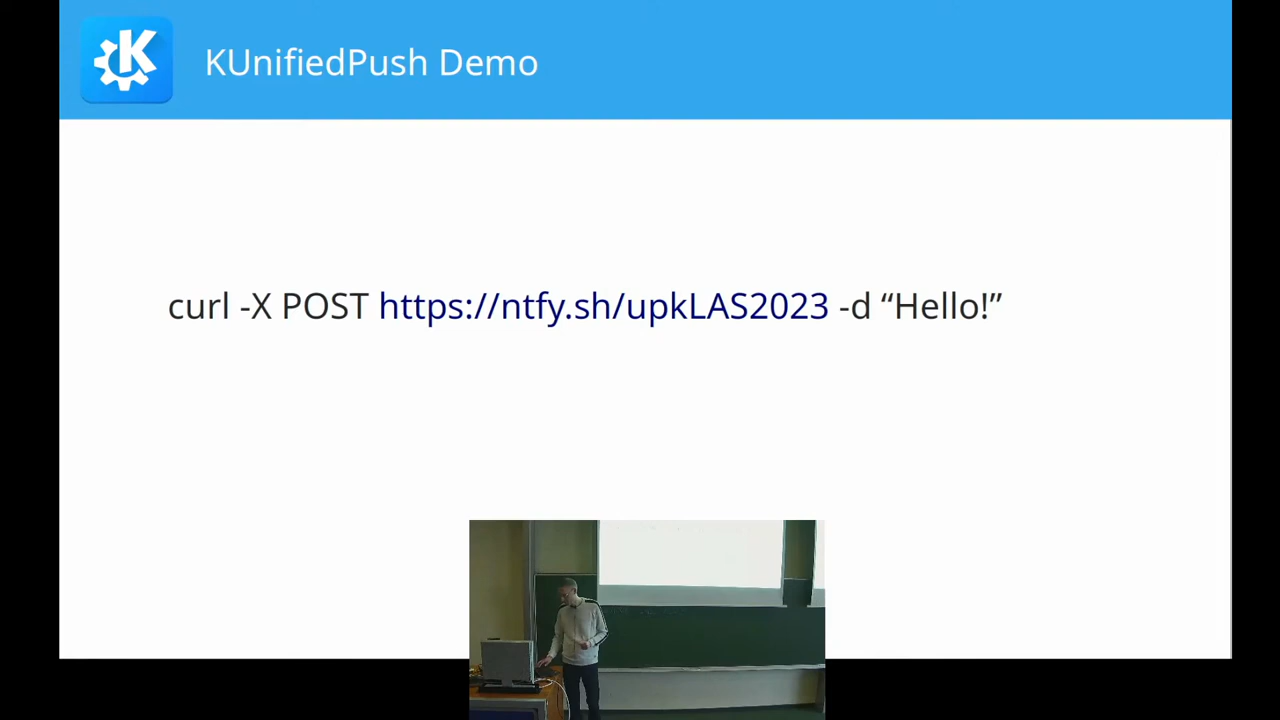 KUnifiedPush Demo
curl -X POST https://ntfy.sh/upkLAS2023 -d “Hello!”